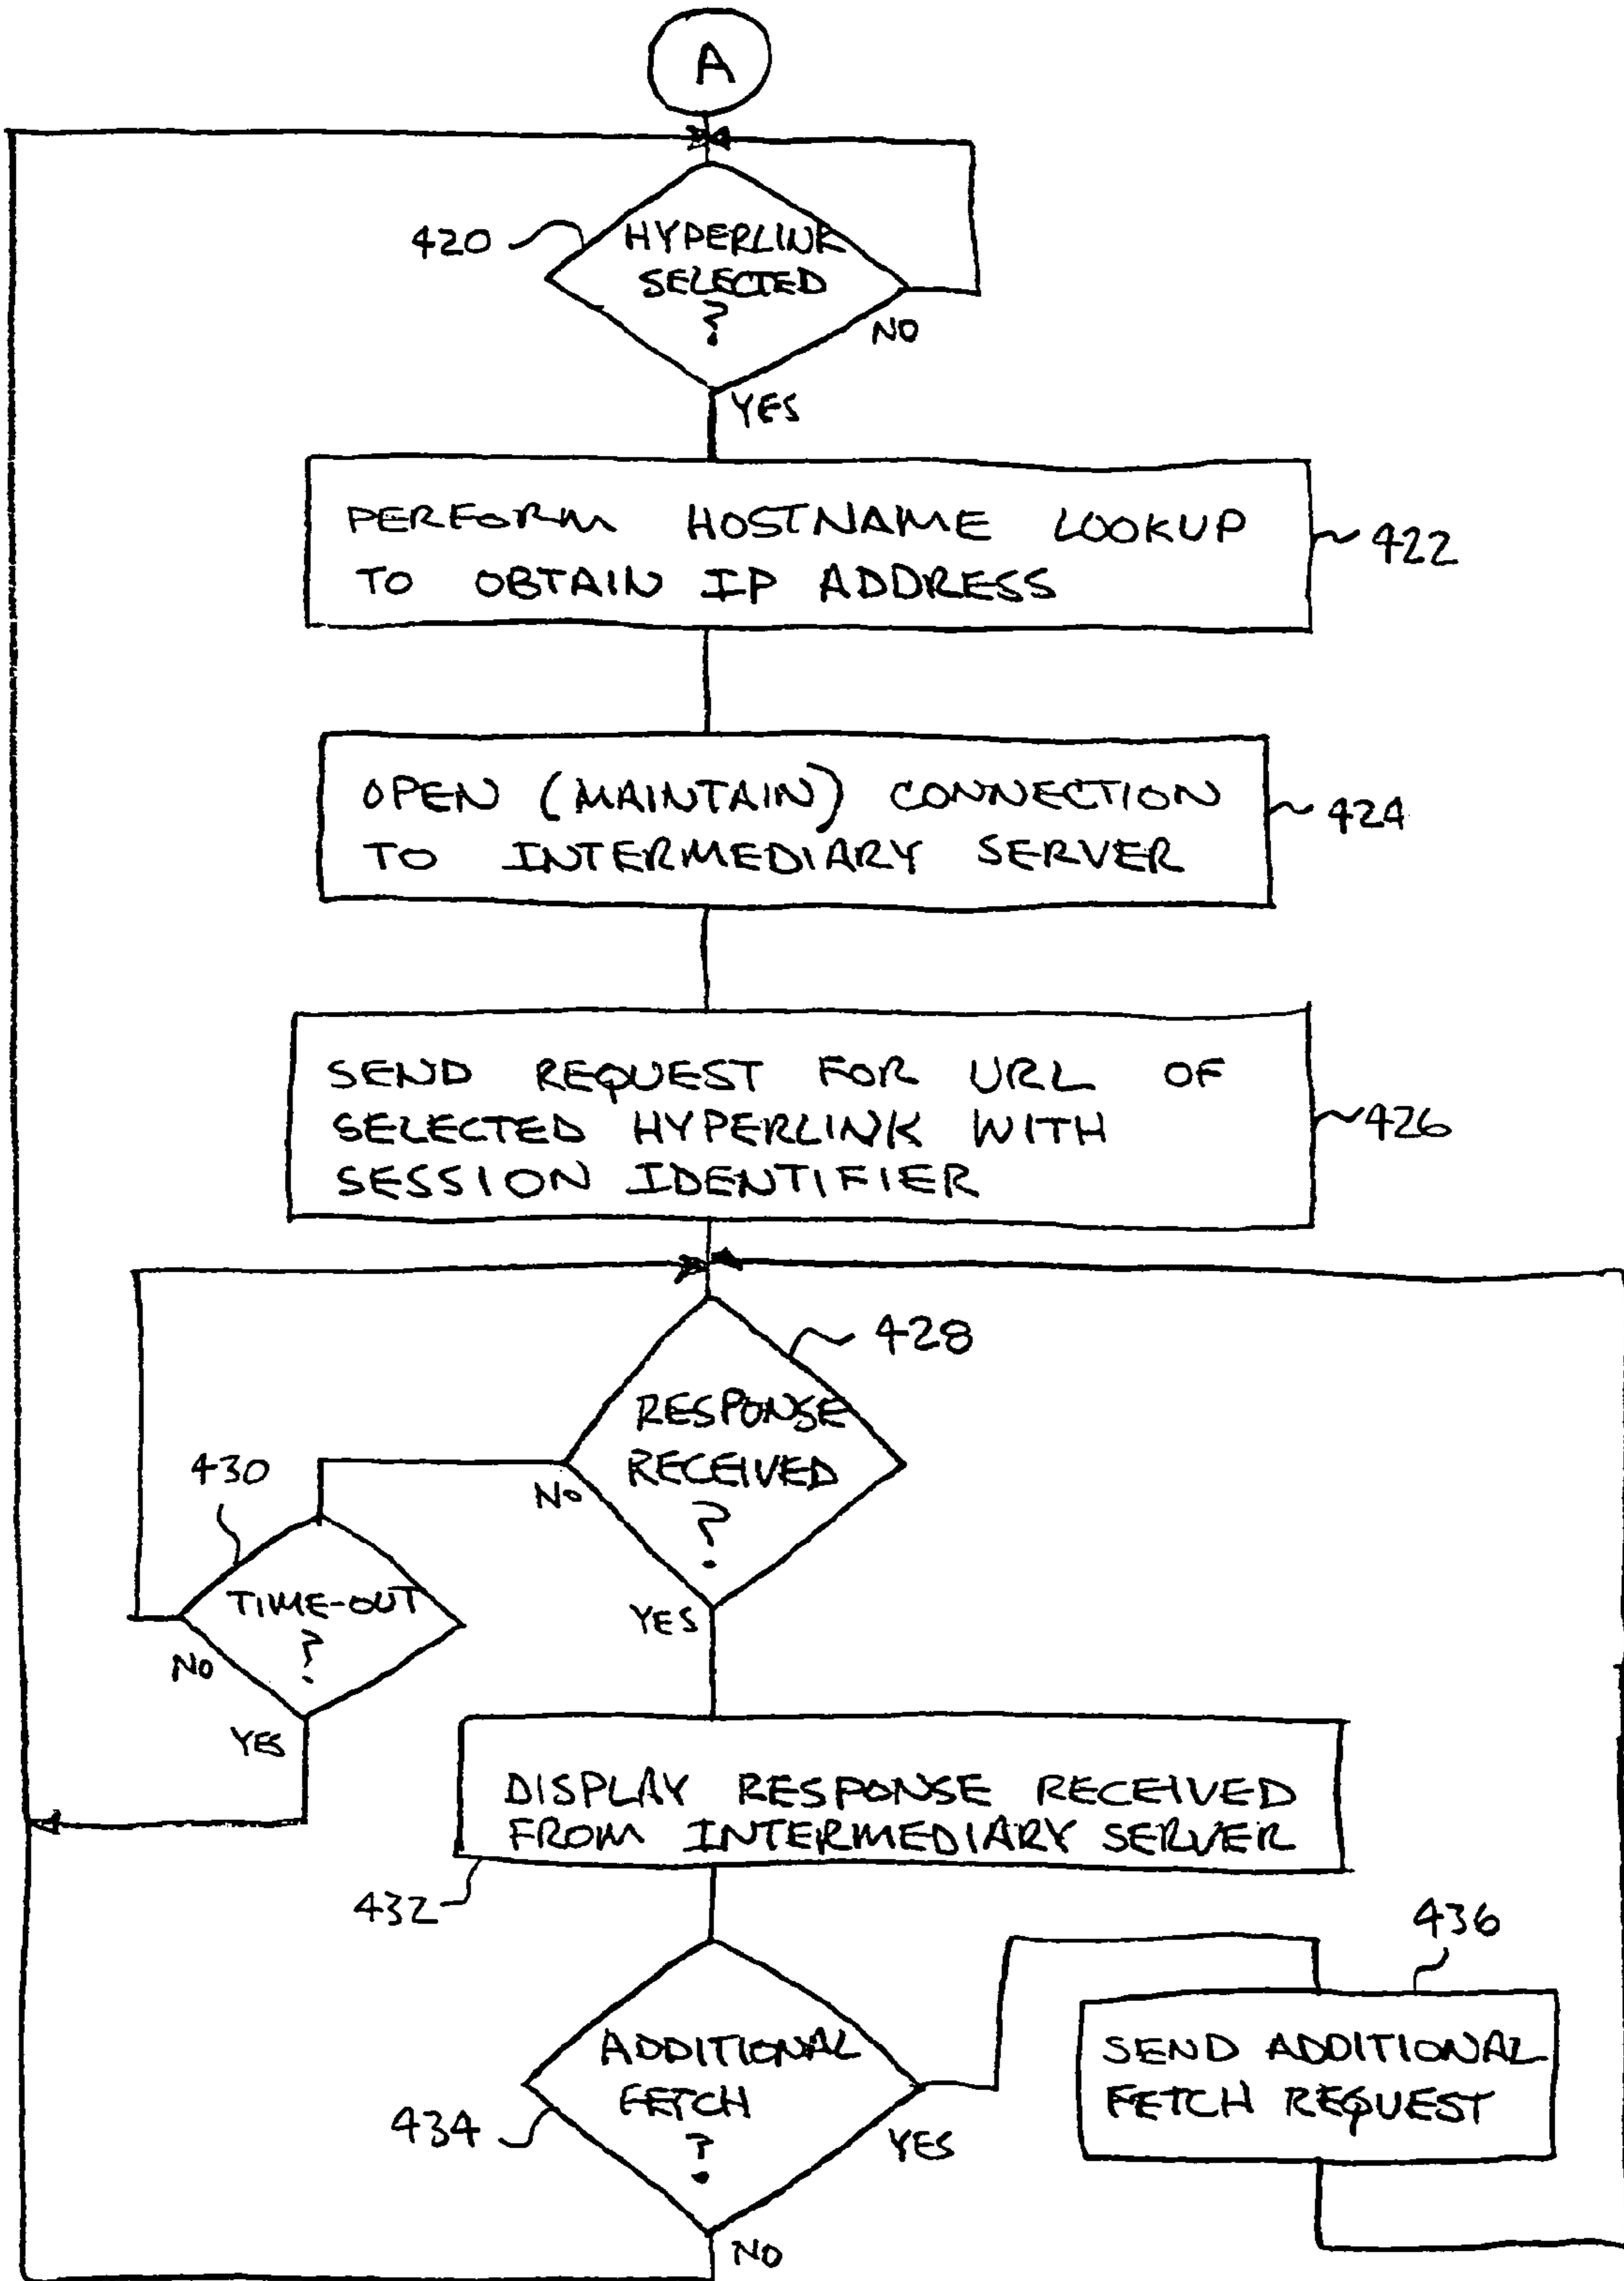 A
420
HYPERLINK
SELECTED
?
NO
YES
PERFORM HOSTNAME LOOKUP
TO OBTAIN IP ADDRESS
422
OPEN (MAINTAIN) CONNECTION
TO INTERMEDIARY SERVER
424
SEND REQUEST FOR URL OF
SELECTED HYPERLINK WITH
SESSION IDENTIFIER
426
428
RESPONSE
RECEIVED
?
NO
YES
430
TIME-OUT
?
NO
YES
DISPLAY RESPONSE RECEIVED
FROM INTERMEDIARY SERVER
432
ADDITIONAL
FETCH
?
434
YES
NO
436
SEND ADDITIONAL
FETCH REQUEST